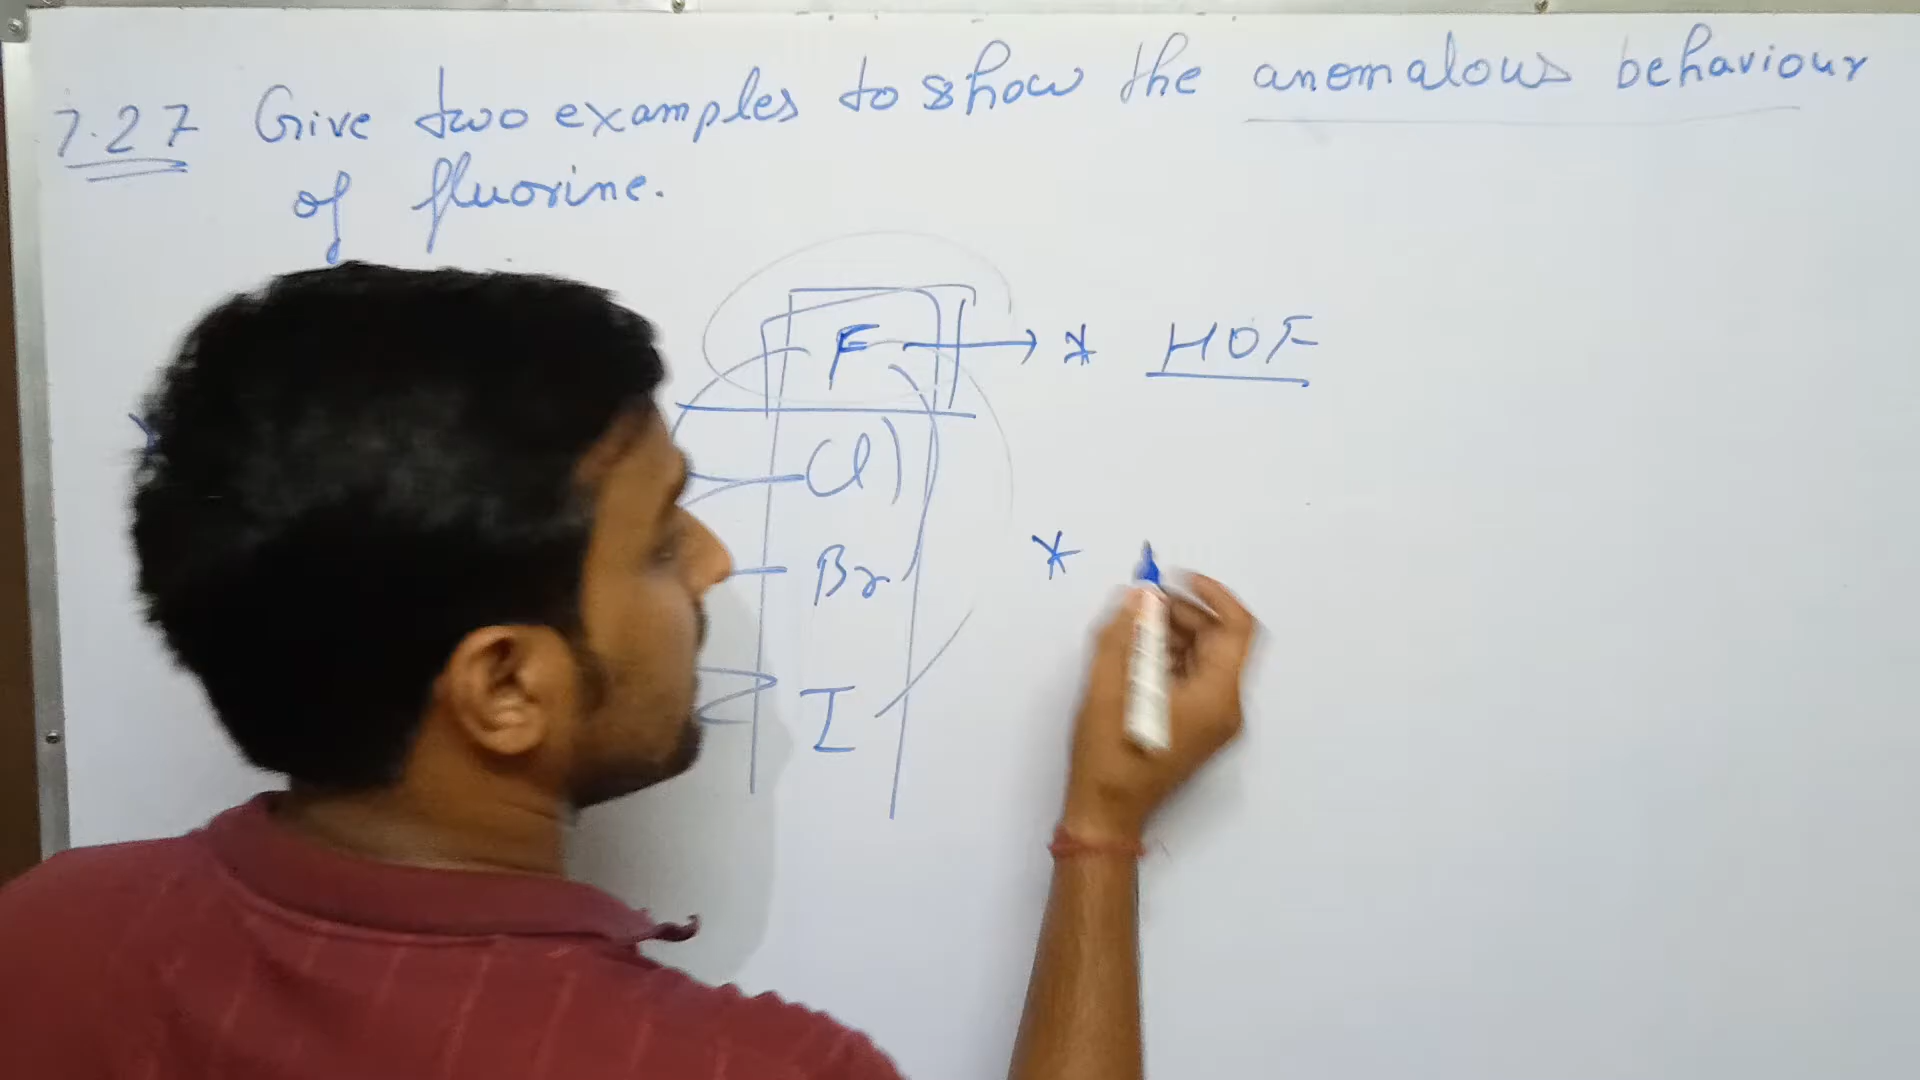 7.27 Give two examples to show the anomalous behaviour
of fluorine.
F → * HOF
Cl
* 
Br
I